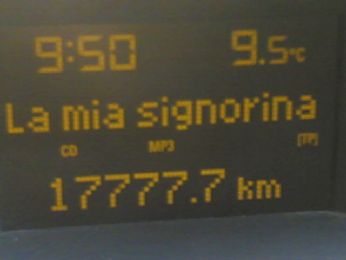 9:50 9.5°C
La mia signorina
CD MP3 [TP]
17777.7 km